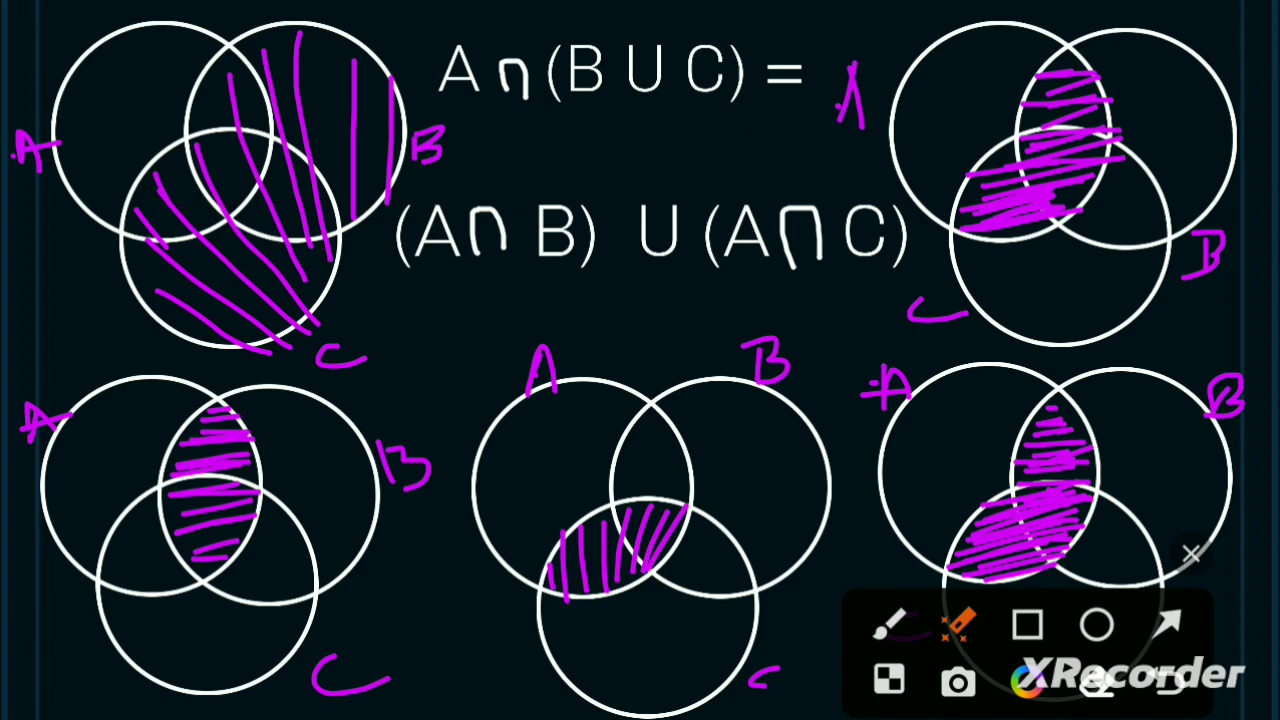 A ∩ (B U C) = A
A B
(A ∩ B) U (A ∩ C)
B
C
C
A B
A B
A B
C
C
XRecorder